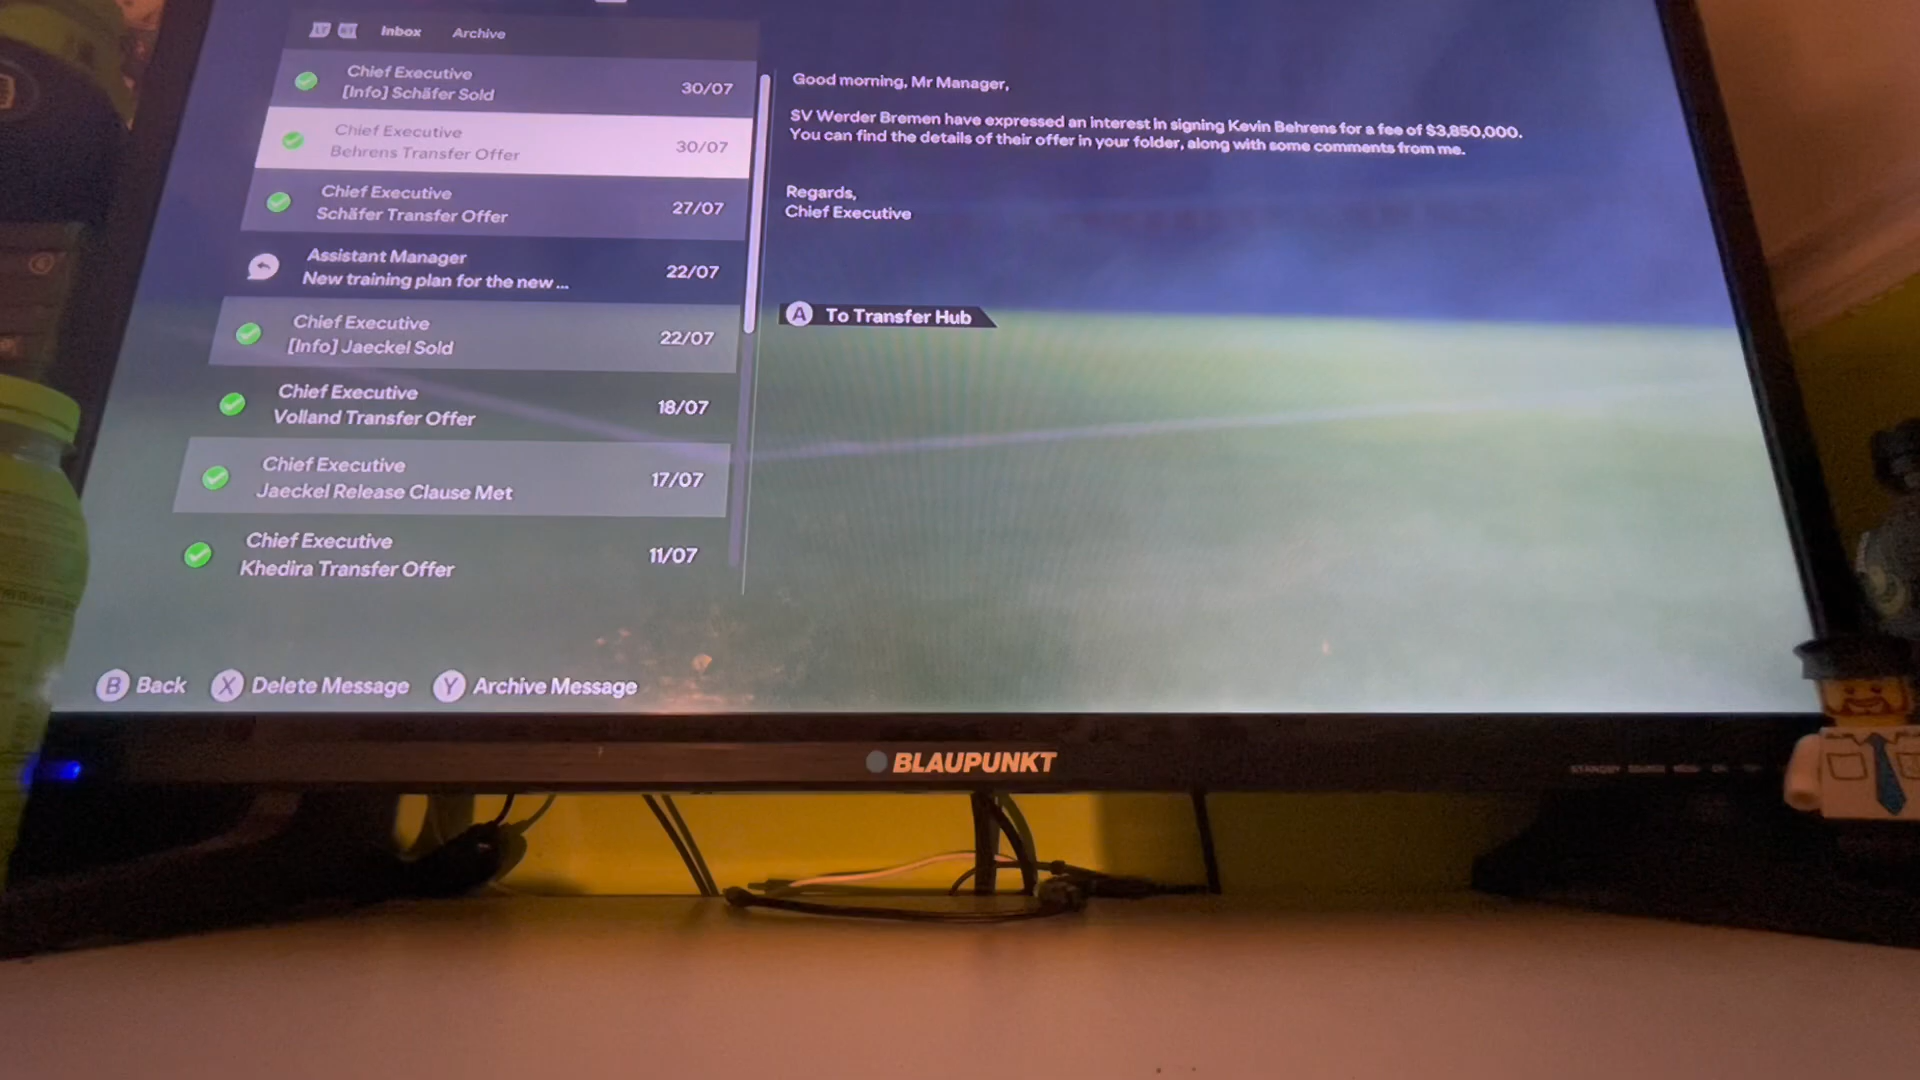 Inbox
Archive
Chief Executive
[Info] Schäfer Sold
30/07
Chief Executive
Behrens Transfer Offer
30/07
Chief Executive
Schäfer Transfer Offer
27/07
Assistant Manager
New training plan for the new ...
22/07
Chief Executive
[Info] Jaeckel Sold
22/07
Chief Executive
Volland Transfer Offer
18/07
Chief Executive
Jaeckel Release Clause Met
17/07
Chief Executive
Khedira Transfer Offer
11/07
Good morning, Mr Manager,
SV Werder Bremen have expressed an interest in signing Kevin Behrens for a fee of $3,850,000.
You can find the details of their offer in your folder, along with some comments from me.
Regards,
Chief Executive
A To Transfer Hub
B Back X Delete Message Y Archive Message
BLAUPUNKT
STANDBY SOURCE MENU